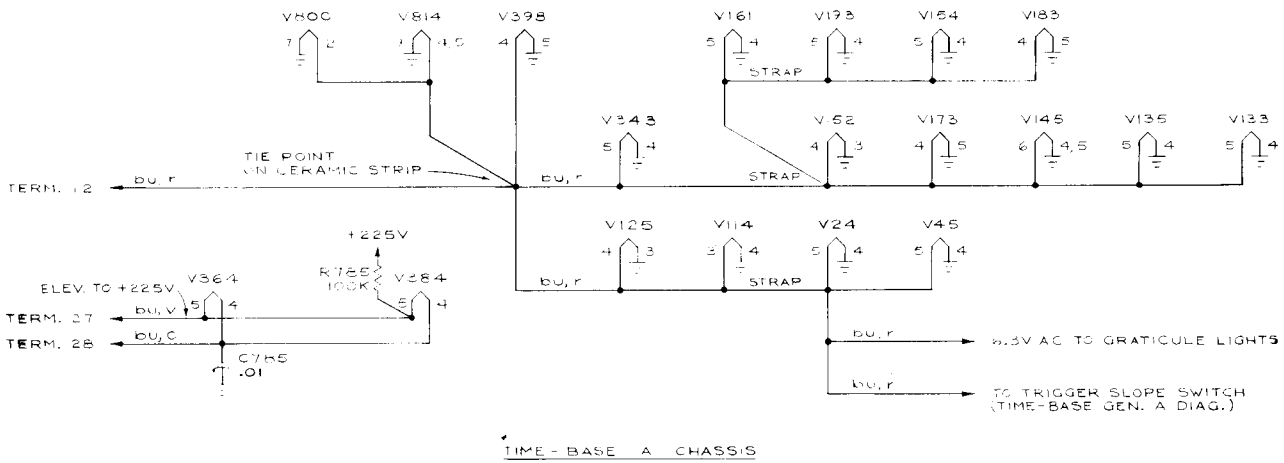 V800 V814 V398 V161 V193 V154 V183
7 2 7 4,5 4 5 5 4 5 4 5 4 4 5
STRAP
V343 V152 V173 V145 V135 V133
5 4 4 3 4 5 6 4,5 5 4 5 4
TIE POINT
ON CERAMIC STRIP
TERM. 12 bu,r bu,r STRAP
V125 V114 V24 V45
4 3 3 4 5 4 5 4
+225V
R785
100K
V364 V384
ELEV. TO +225V
5 4 5 4
bu,r STRAP
TERM. 27 bu,v
TERM. 28
C785
.01
bu,r 6.3V AC TO GRATICULE LIGHTS
bu,r TO TRIGGER SLOPE SWITCH
(TIME-BASE GEN. A DIAG.)
TIME-BASE A CHASSIS